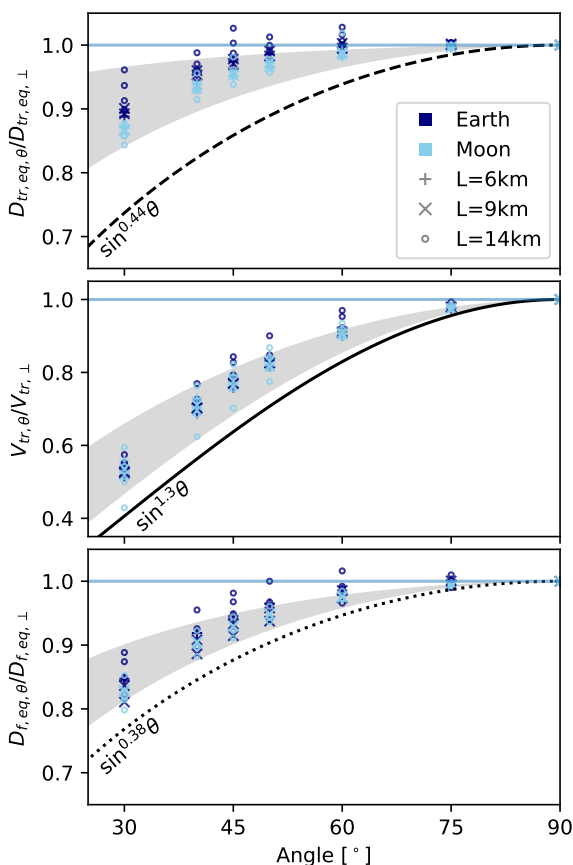 1.0
0.9
0.8
0.7
D_{tr,eq,θ}/D_{tr,eq,⊥}
sin^{0.44}θ
Earth
Moon
L=6km
L=9km
L=14km
1.0
0.8
0.6
0.4
V_{tr,θ}/V_{tr,⊥}
sin^{1.3}θ
1.0
0.9
0.8
0.7
D_{f,eq,θ}/D_{f,eq,⊥}
sin^{0.38}θ
30 45 60 75 90
Angle [°]